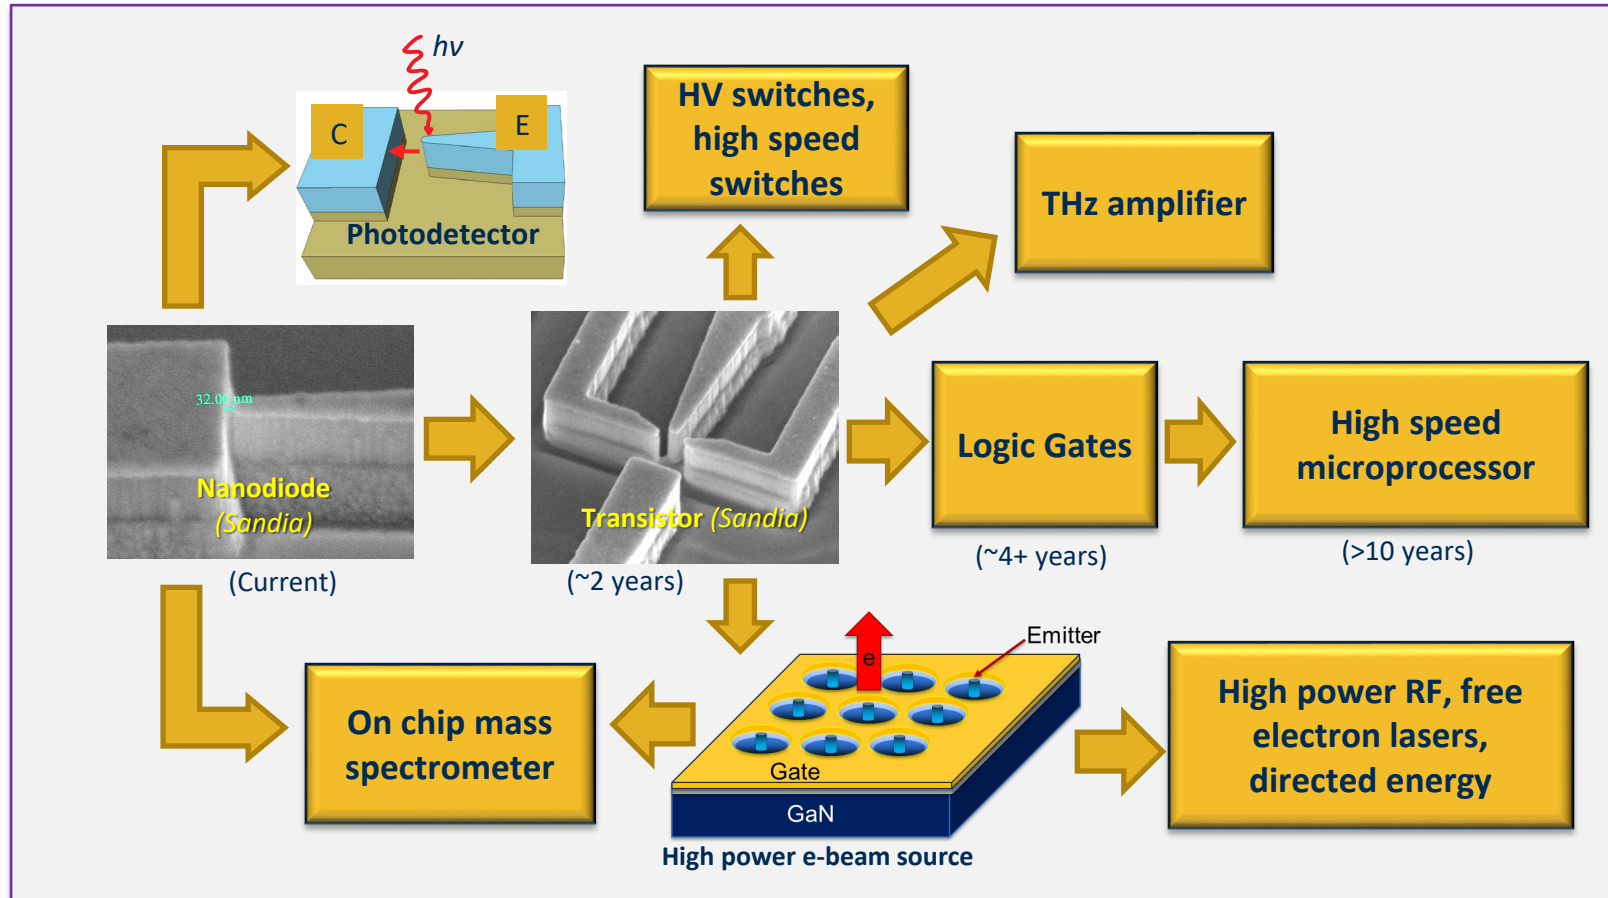 hν
C
E
Photodetector
HV switches,
high speed
switches
THz amplifier
32.00 nm
Nanodiode
(Sandia)
(Current)
Transistor (Sandia)
(~2 years)
Logic Gates
(~4+ years)
High speed
microprocessor
(>10 years)
On chip mass
spectrometer
e
Emitter
Gate
GaN
High power e-beam source
High power RF, free
electron lasers,
directed energy